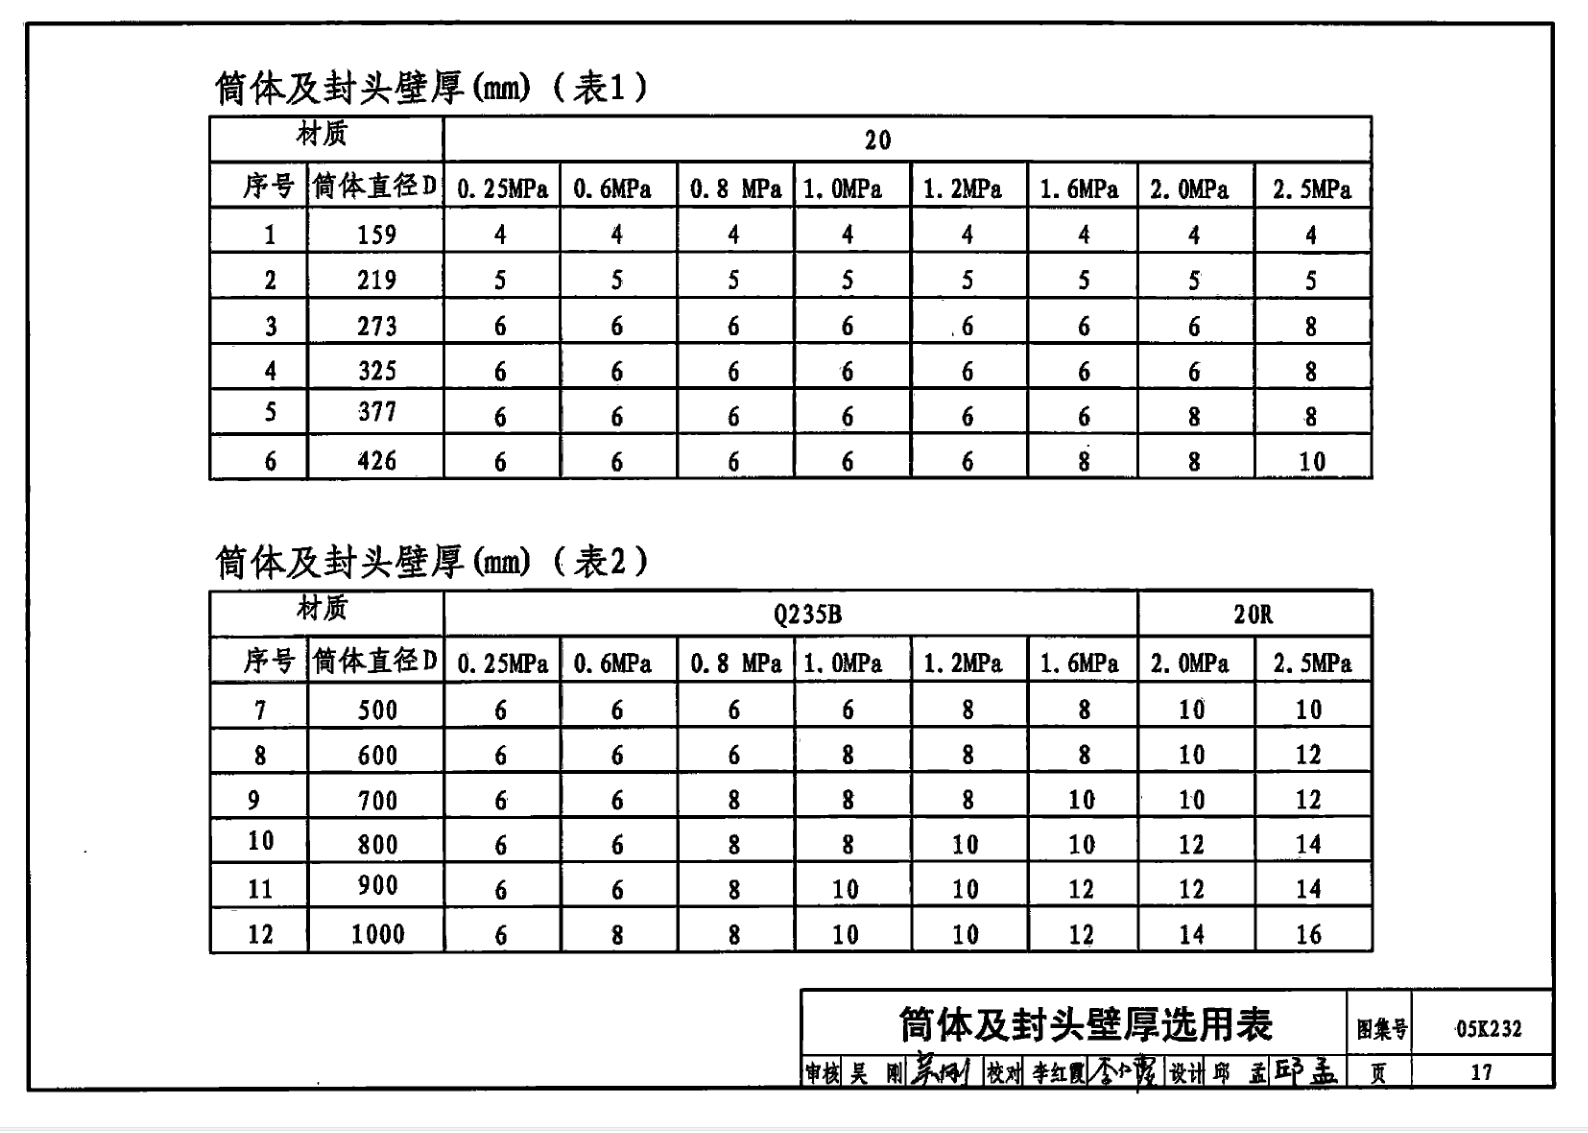 筒体及封头壁厚(mm)(表1)
材质 20
序号 筒体直径D 0.25MPa 0.6MPa 0.8 MPa 1.0MPa 1.2MPa 1.6MPa 2.0MPa 2.5MPa
1 159 4 4 4 4 4 4 4 4
2 219 5 5 5 5 5 5 5 5
3 273 6 6 6 6 6 6 6 8
4 325 6 6 6 6 6 6 6 8
5 377 6 6 6 6 6 6 8 8
6 426 6 6 6 6 6 8 8 10
筒体及封头壁厚(mm)(表2)
材质 Q235B 20R
序号 筒体直径D 0.25MPa 0.6MPa 0.8 MPa 1.0MPa 1.2MPa 1.6MPa 2.0MPa 2.5MPa
7 500 6 6 6 6 8 8 10 10
8 600 6 6 6 8 8 8 10 12
9 700 6 6 8 8 8 10 10 12
10 800 6 6 8 8 10 10 12 14
11 900 6 6 8 10 10 12 12 14
12 1000 6 8 8 10 10 12 14 16
筒体及封头壁厚选用表 图集号 05K232
审核 吴 刚 校对 李红霞 设计 邱 孟 邱孟 页 17